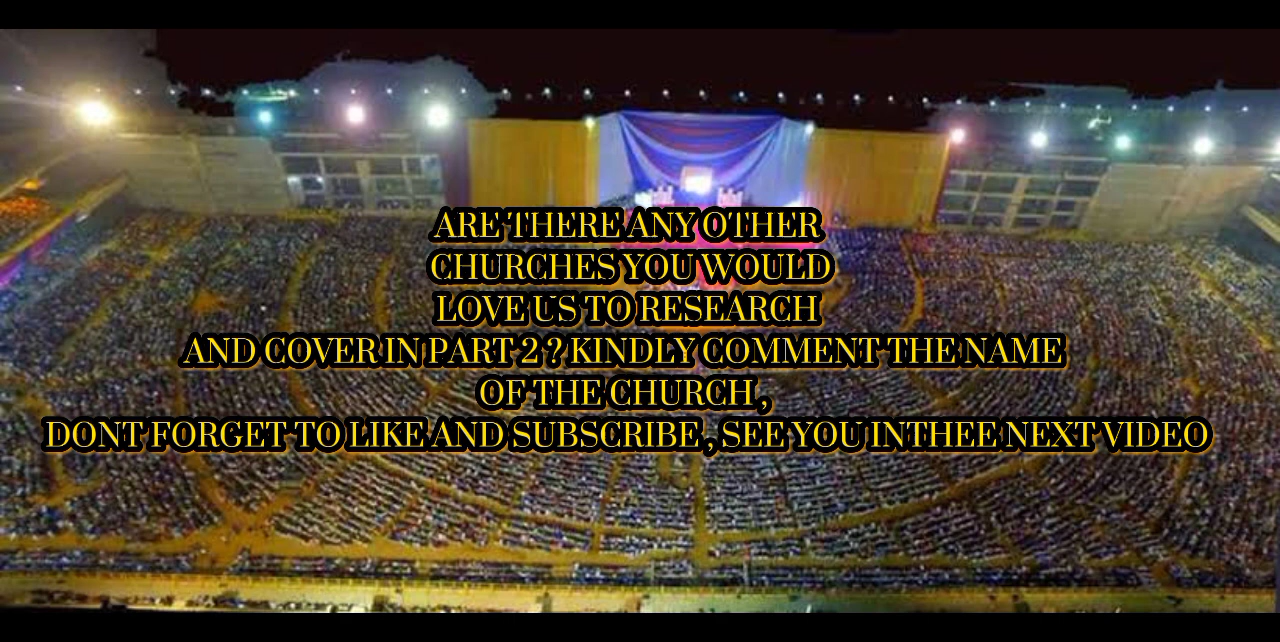 ARE THERE ANY OTHER
CHURCHES YOU WOULD
LOVE US TO RESEARCH
AND COVER IN PART 2 ? KINDLY COMMENT THE NAME
OF THE CHURCH ,
DONT FORGET TO LIKE AND SUBSCRIBE , SEE YOU INTHEE NEXT VIDEO